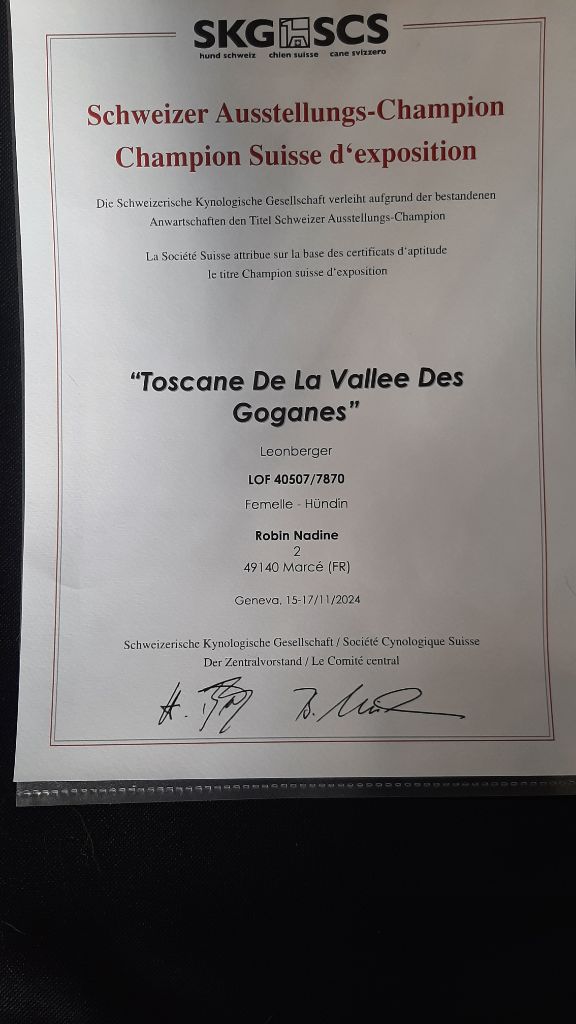 SKG SCS
hund schweiz chien suisse cane svizzero
Schweizer Ausstellungs-Champion
Champion Suisse d‘exposition
Die Schweizerische Kynologische Gesellschaft verleiht aufgrund der bestandenen
Anwartschaften den Titel Schweizer Ausstellungs-Champion
La Société Suisse attribue sur la base des certificats d‘aptitude
le titre Champion suisse d‘exposition
“Toscane De La Vallee Des
Goganes”
Leonberger
LOF 40507/7870
Femelle - Hündin
Robin Nadine
2
49140 Marcé (FR)
Geneva, 15-17/11/2024
Schweizerische Kynologische Gesellschaft / Société Cynologique Suisse
Der Zentralvorstand / Le Comité central